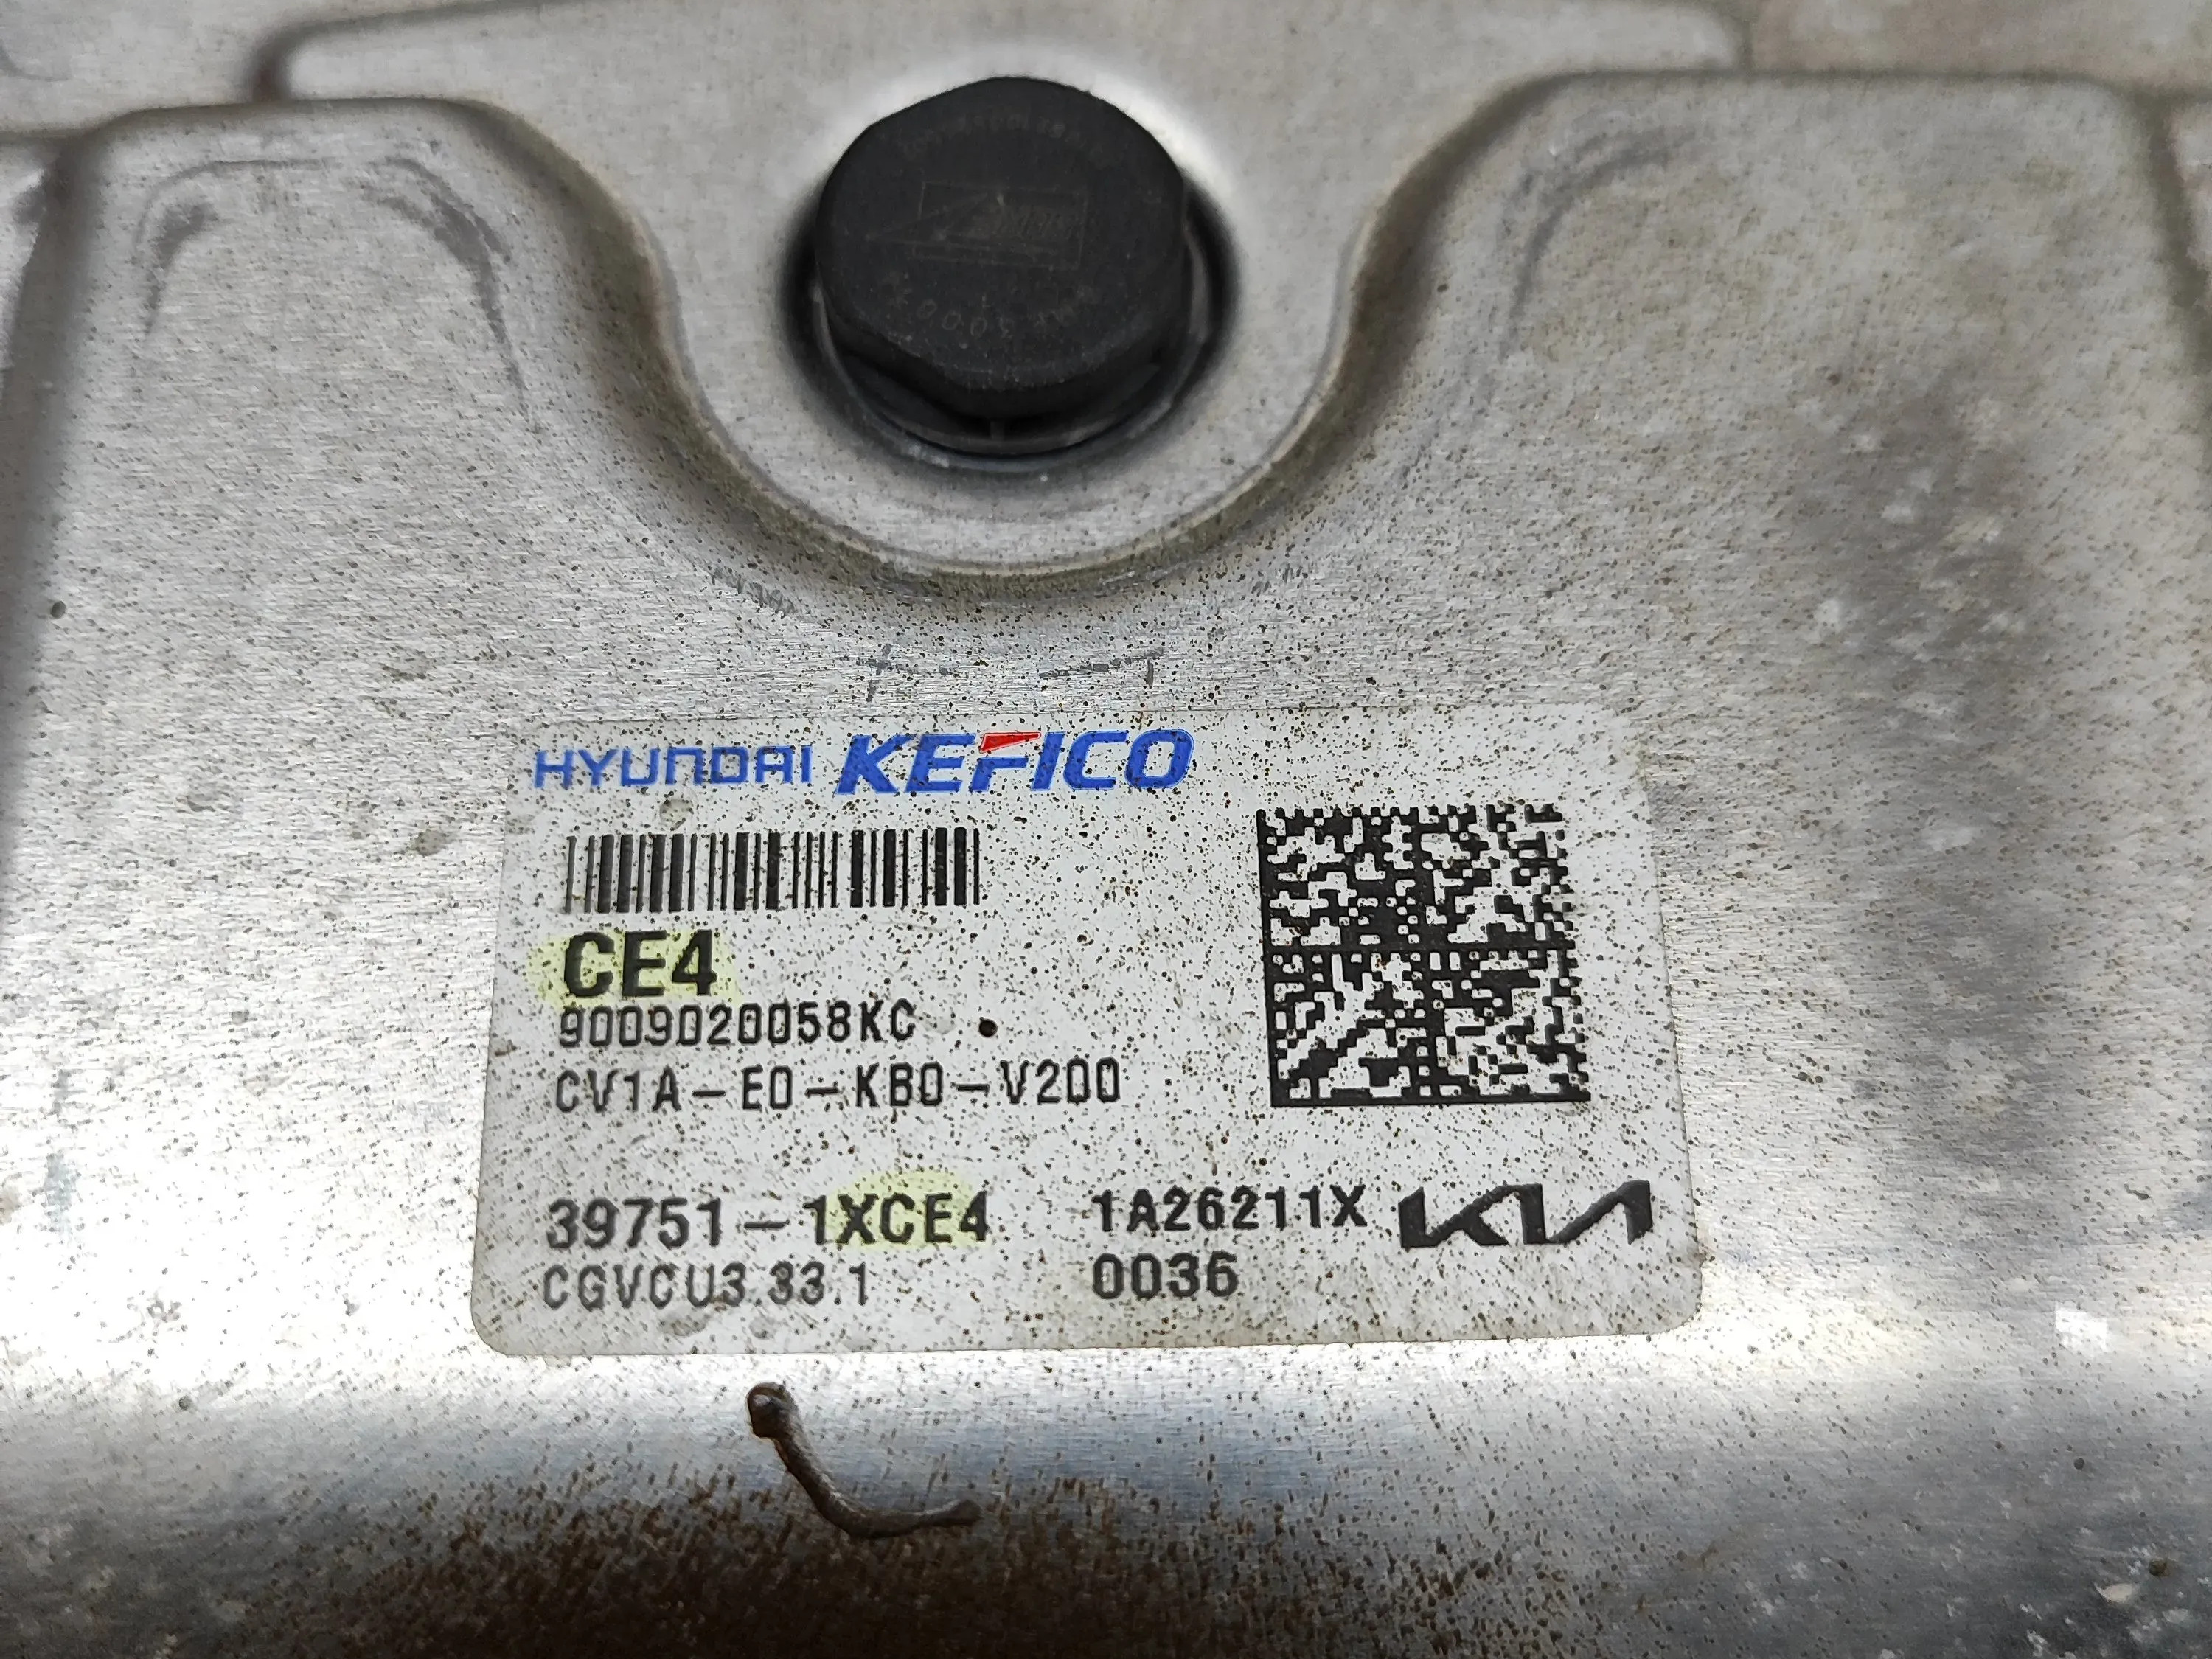 HYUNDAI KEFICO
CE4
9009020058KC
CV1A-E0-KB0-V200
39751-1XCE4
1A26211X
KIA
CGVCU3.33.1
0036